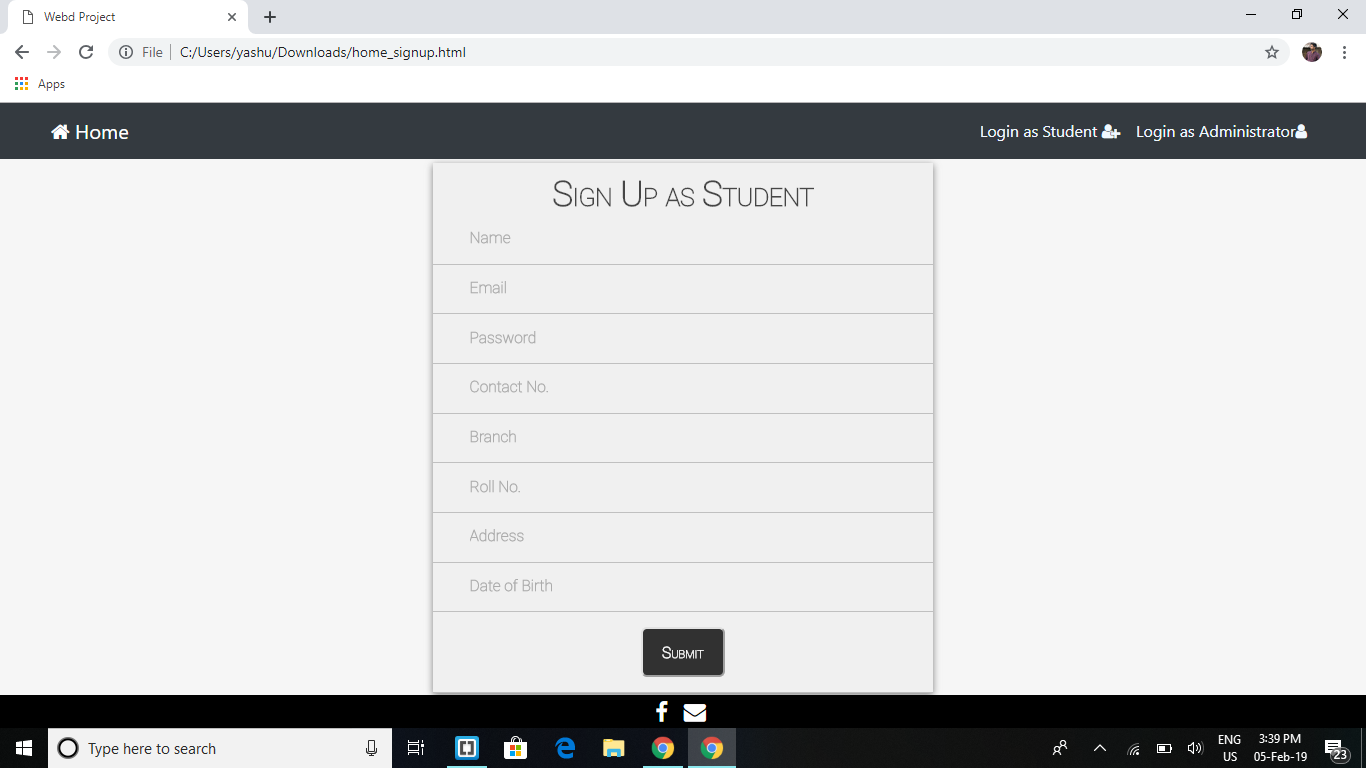 Webd Project
File
C:/Users/yashu/Downloads/home_signup.html
Apps
Home
Login as Student
Login as Administrator
Sign Up as Student
Name
Email
Password
Contact No.
Branch
Roll No.
Address
Date of Birth
Submit
Type here to search
ENG
US
3:39 PM
05-Feb-19
23